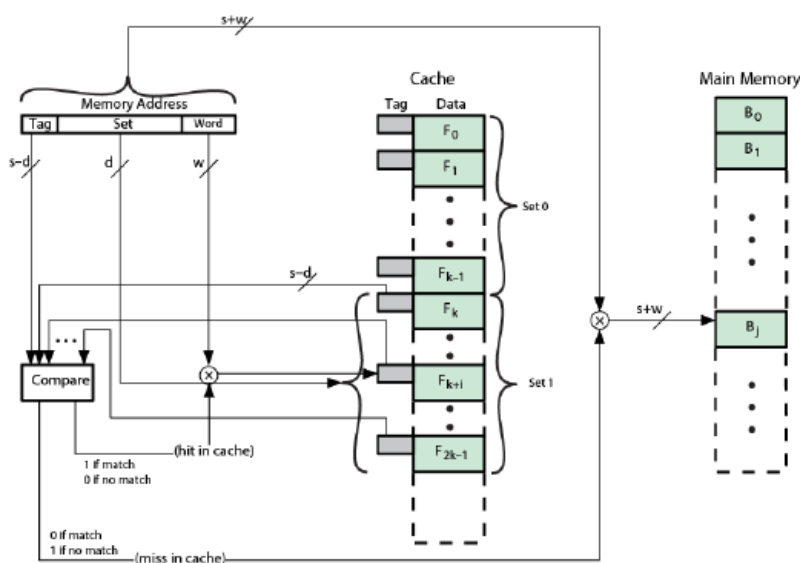 s+w
Cache
Main Memory
Memory Address
Tag Data
Tag Set Word
F0
B0
s–d d w
F1
B1
Set 0
s–d
Fk–1
Fk
s+w
Bj
Compare
Fk+i
Set 1
(hit in cache)
F2k–1
1 if match
0 if no match
0 if match
1 if no match
(miss in cache)